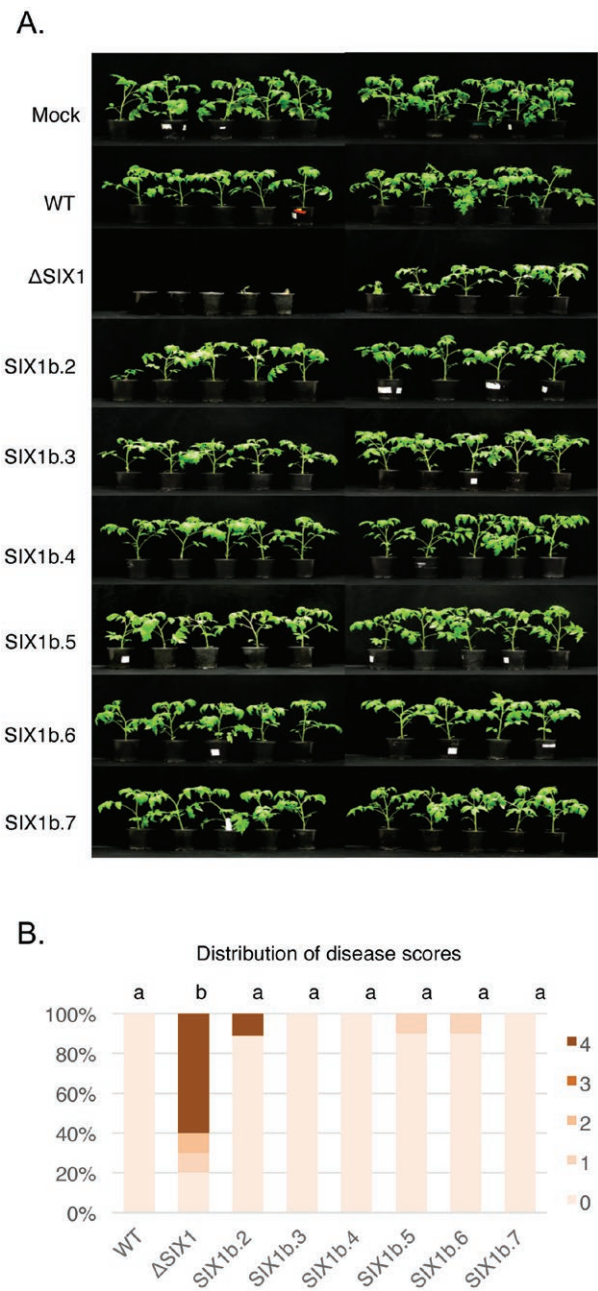 A.
Mock
WT
ΔSIX1
SIX1b.2
SIX1b.3
SIX1b.4
SIX1b.5
SIX1b.6
SIX1b.7
B.
Distribution of disease scores
a b a a a a a a
100%
80%
60%
40%
20%
0%
4
3
2
1
0
WT ΔSIX1 SIX1b.2 SIX1b.3 SIX1b.4 SIX1b.5 SIX1b.6 SIX1b.7